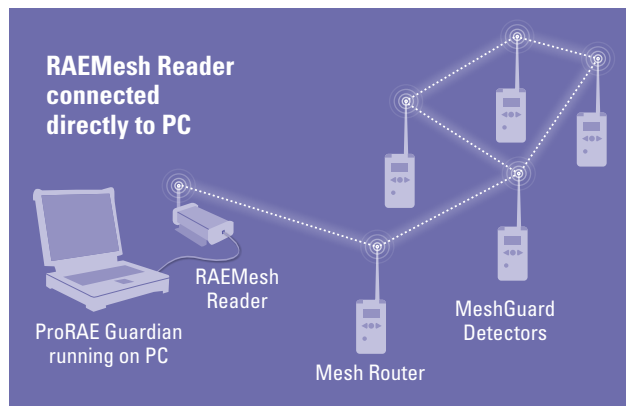 RAEMesh Reader
connected
directly to PC
RAEMesh
Reader
ProRAE Guardian
running on PC
Mesh Router
MeshGuard
Detectors